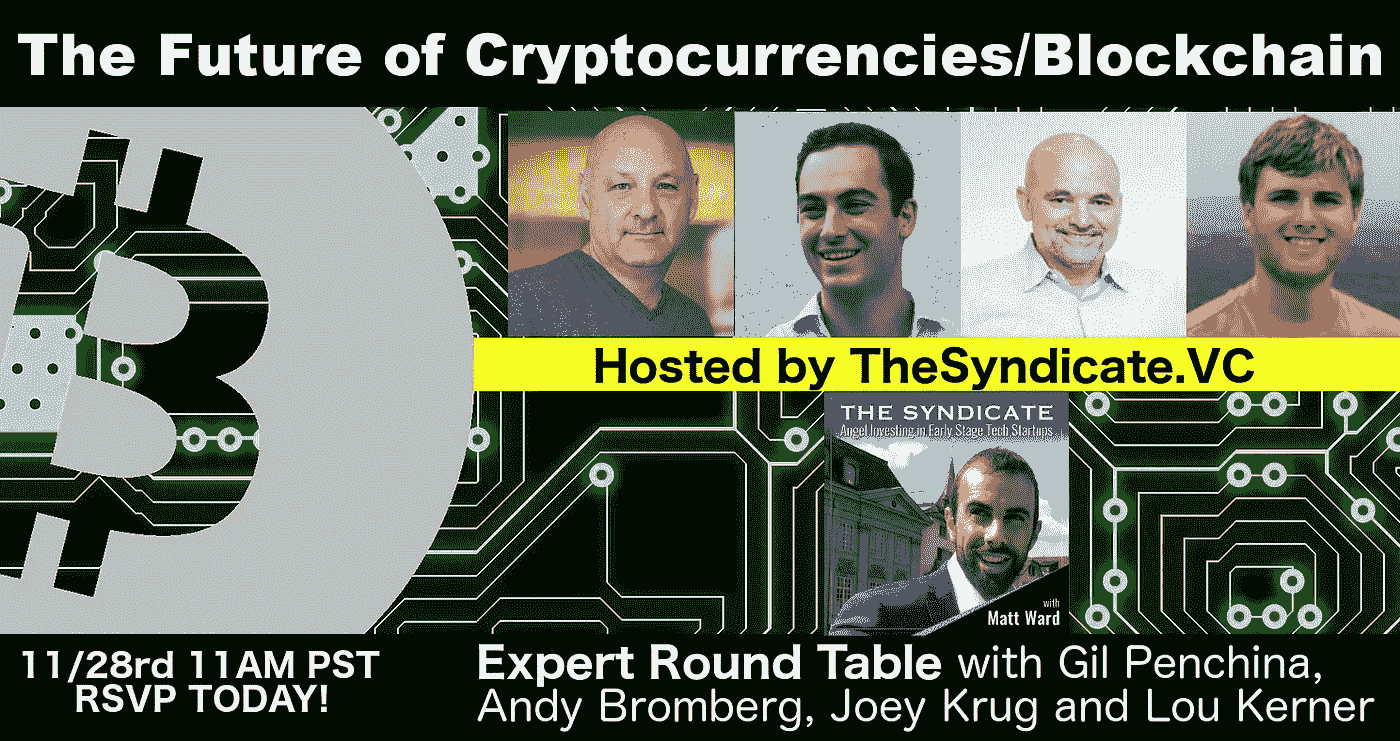 The Future of Cryptocurrencies/Blockchain
Hosted by TheSyndicate.VC
THE SYNDICATE
Angel Investing in Early Stage Tech Startups
with
Matt Ward
11/28rd 11AM PST
RSVP TODAY!
Expert Round Table with Gil Penchina,
Andy Bromberg, Joey Krug and Lou Kerner